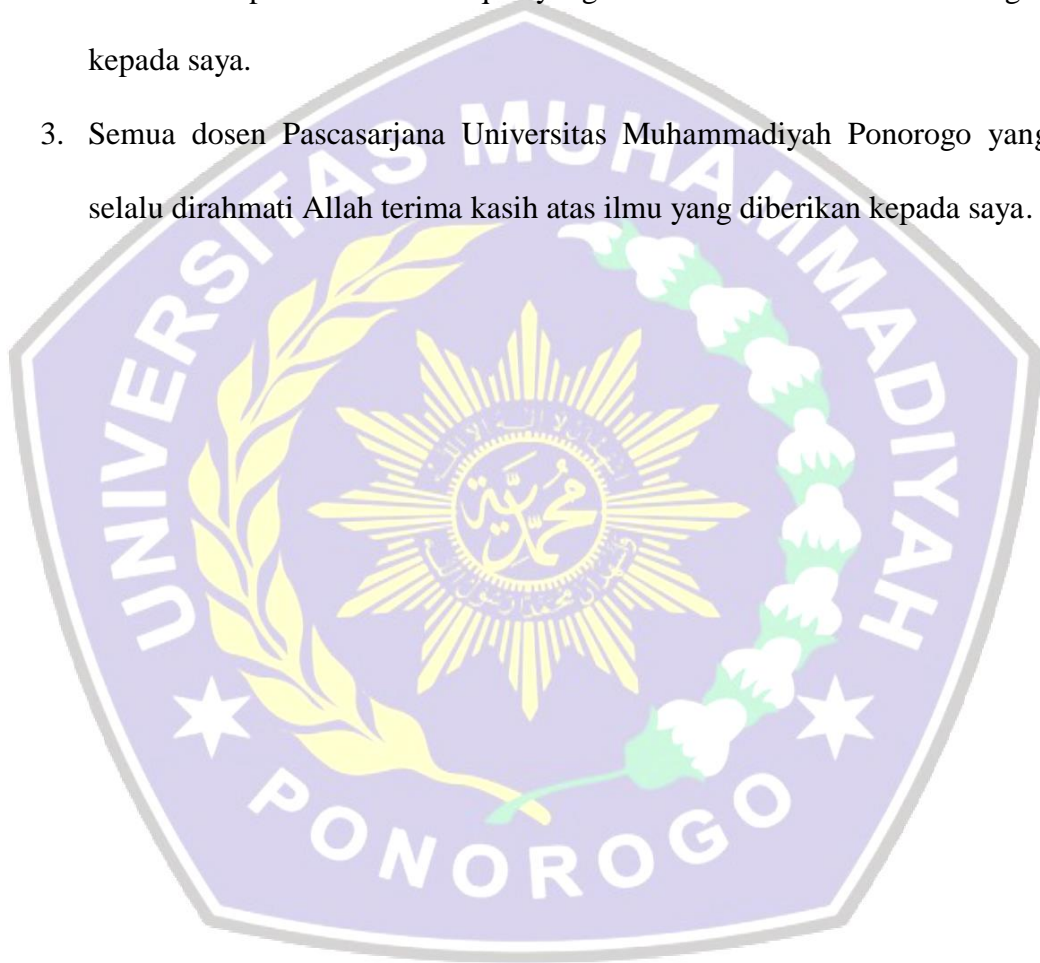 kepada saya.
3. Semua dosen Pascasarjana Universitas Muhammadiyah Ponorogo yang
selalu dirahmati Allah terima kasih atas ilmu yang diberikan kepada saya.
UNIVERSITAS MUHAMMADIYAH
محمدية
PONOROGO